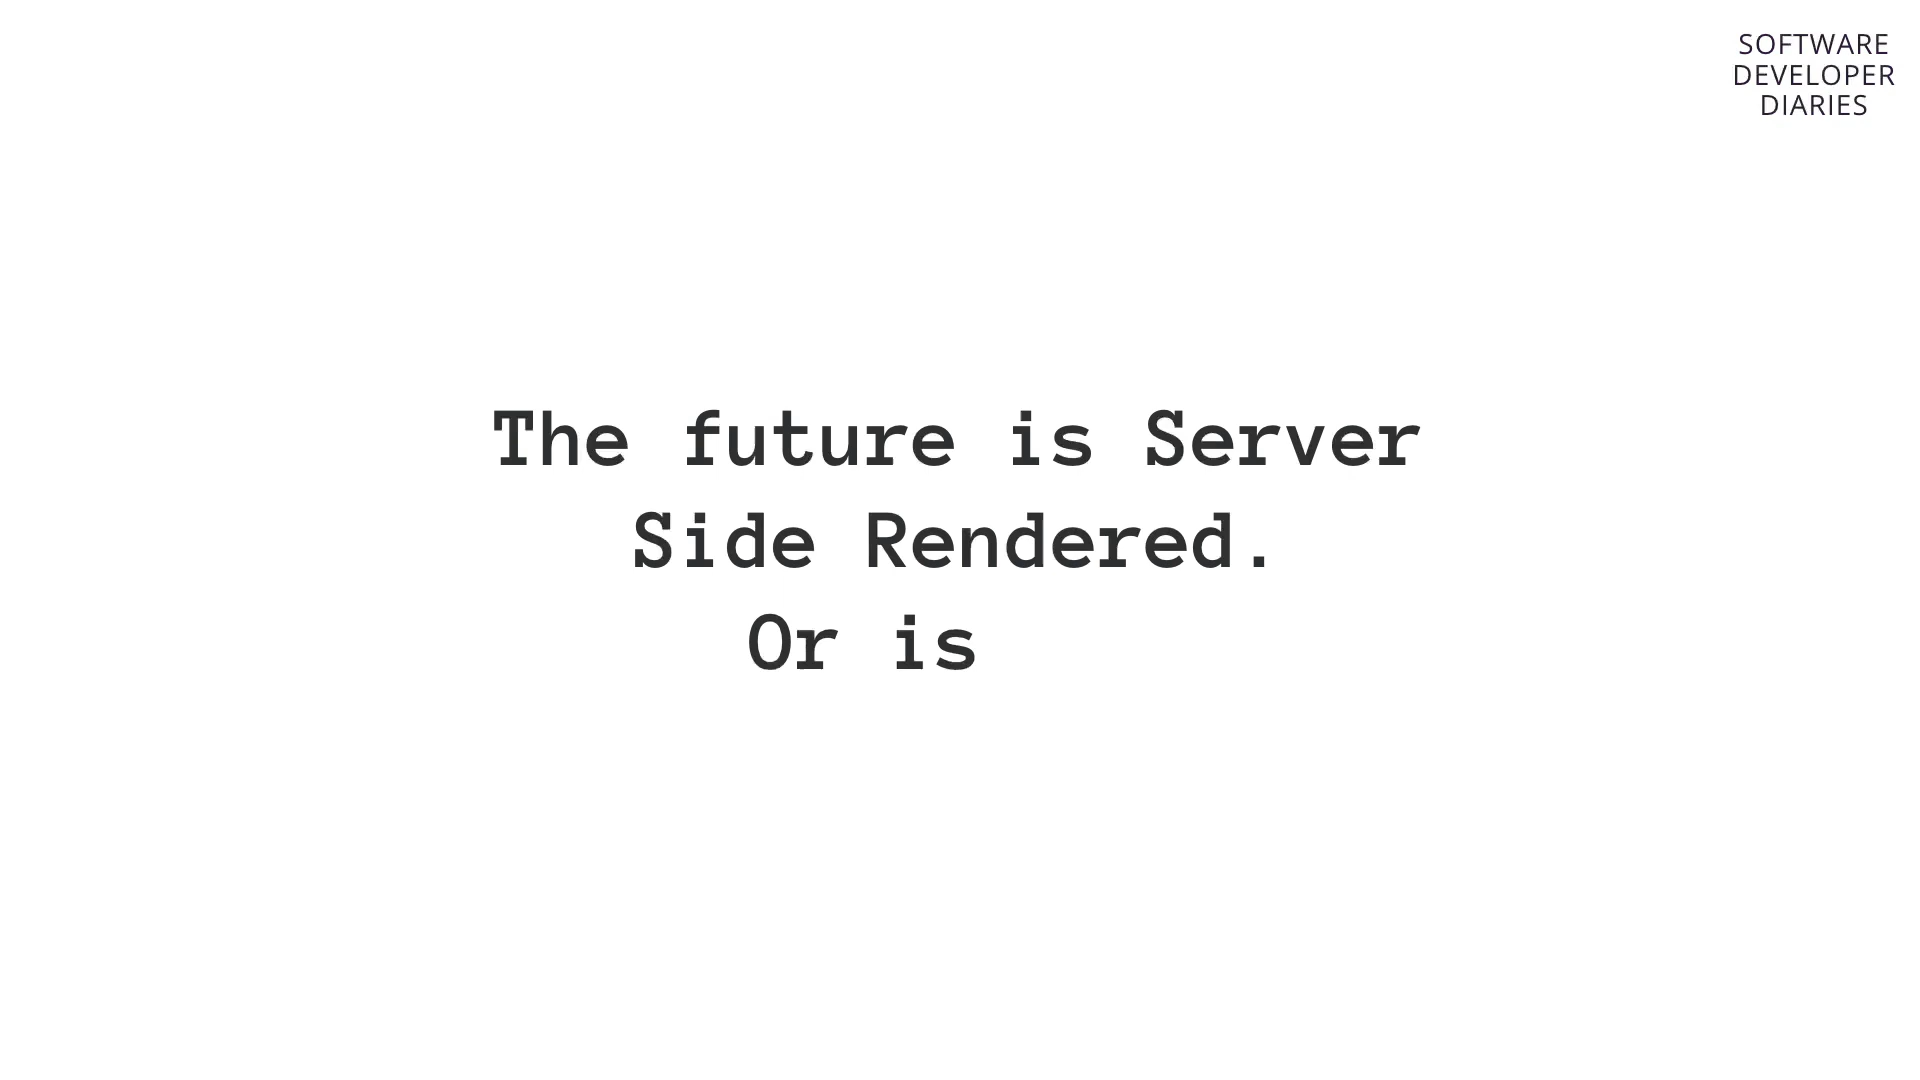 SOFTWARE
DEVELOPER
DIARIES
The future is Server
Side Rendered.
Or is